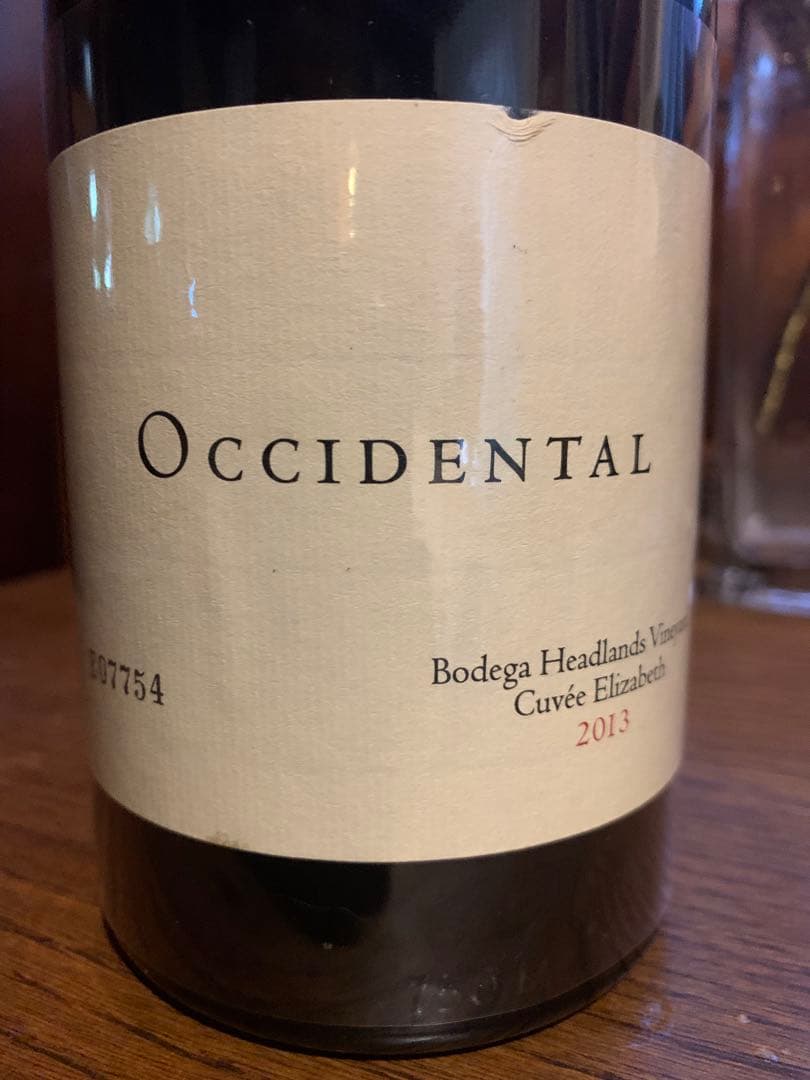 OCCIDENTAL
07754
Bodega Headlands
Cuvée Elizabeth
2013